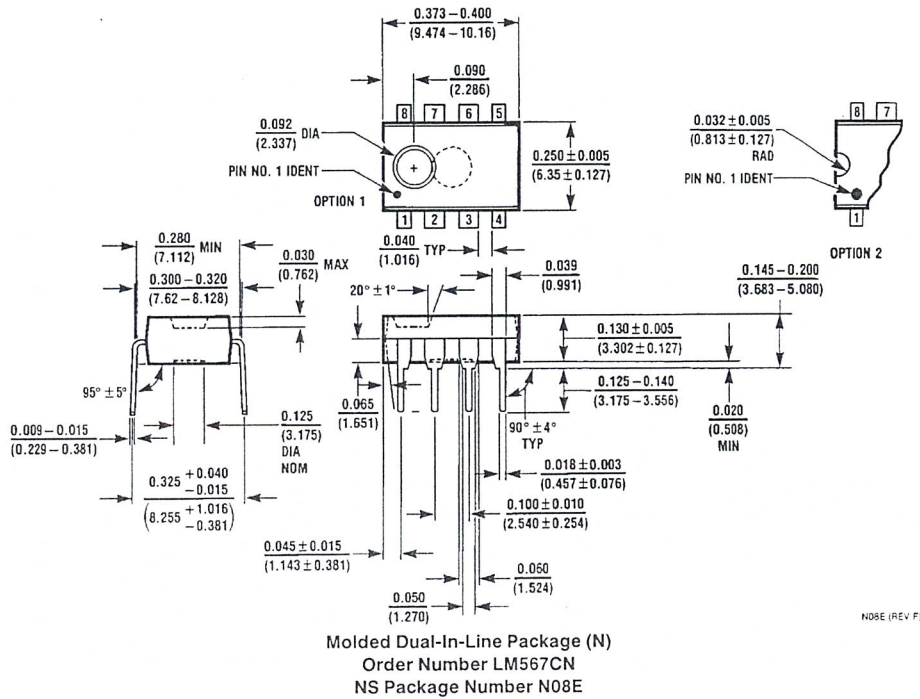 0.373 – 0.400
(9.474 – 10.16)
0.090
(2.286)
8 7 6 5
0.092 DIA
(2.337)
PIN NO. 1 IDENT
OPTION 1
1 2 3 4
0.250 ± 0.005
(6.35 ± 0.127)
0.032 ± 0.005
(0.813 ± 0.127)
RAD
PIN NO. 1 IDENT
8 7
1
OPTION 2
0.280 MIN
(7.112)
0.300 – 0.320
(7.62 – 8.128)
0.030 MAX
(0.762)
0.040 TYP
(1.016)
20° ± 1°
0.039
(0.991)
0.145 – 0.200
(3.683 – 5.080)
0.130 ± 0.005
(3.302 ± 0.127)
0.125 – 0.140
(3.175 – 3.556)
0.020
(0.508)
MIN
95° ± 5°
0.009 – 0.015
(0.229 – 0.381)
0.125
(3.175)
DIA
NOM
0.065
(1.651)
90° ± 4°
TYP
0.018 ± 0.003
(0.457 ± 0.076)
0.325 +0.040 −0.015
(8.255 +1.016 −0.381)
0.100 ± 0.010
(2.540 ± 0.254)
0.045 ± 0.015
(1.143 ± 0.381)
0.060
(1.524)
0.050
(1.270)
N08E (REV F)
Molded Dual-In-Line Package (N)
Order Number LM567CN
NS Package Number N08E